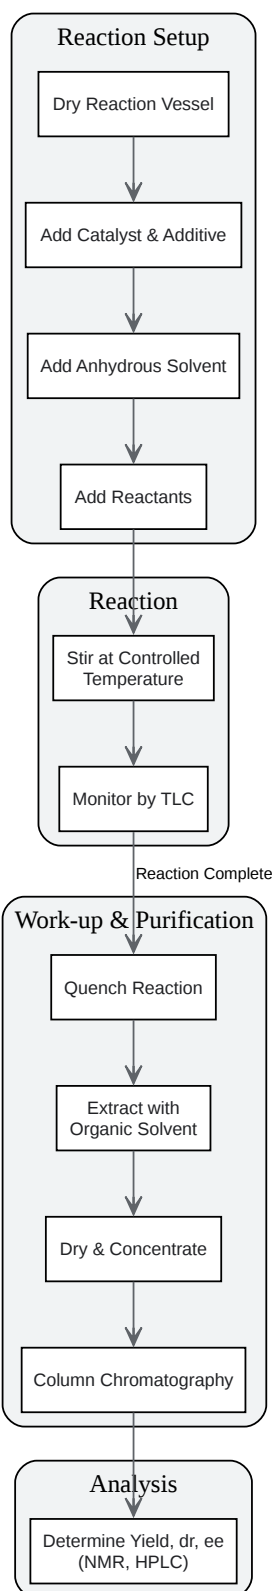 Reaction Setup
Dry Reaction Vessel
Add Catalyst & Additive
Add Anhydrous Solvent
Add Reactants
Reaction
Stir at Controlled
Temperature
Monitor by TLC
Reaction Complete
Work-up & Purification
Quench Reaction
Extract with
Organic Solvent
Dry & Concentrate
Column Chromatography
Analysis
Determine Yield, dr, ee
(NMR, HPLC)